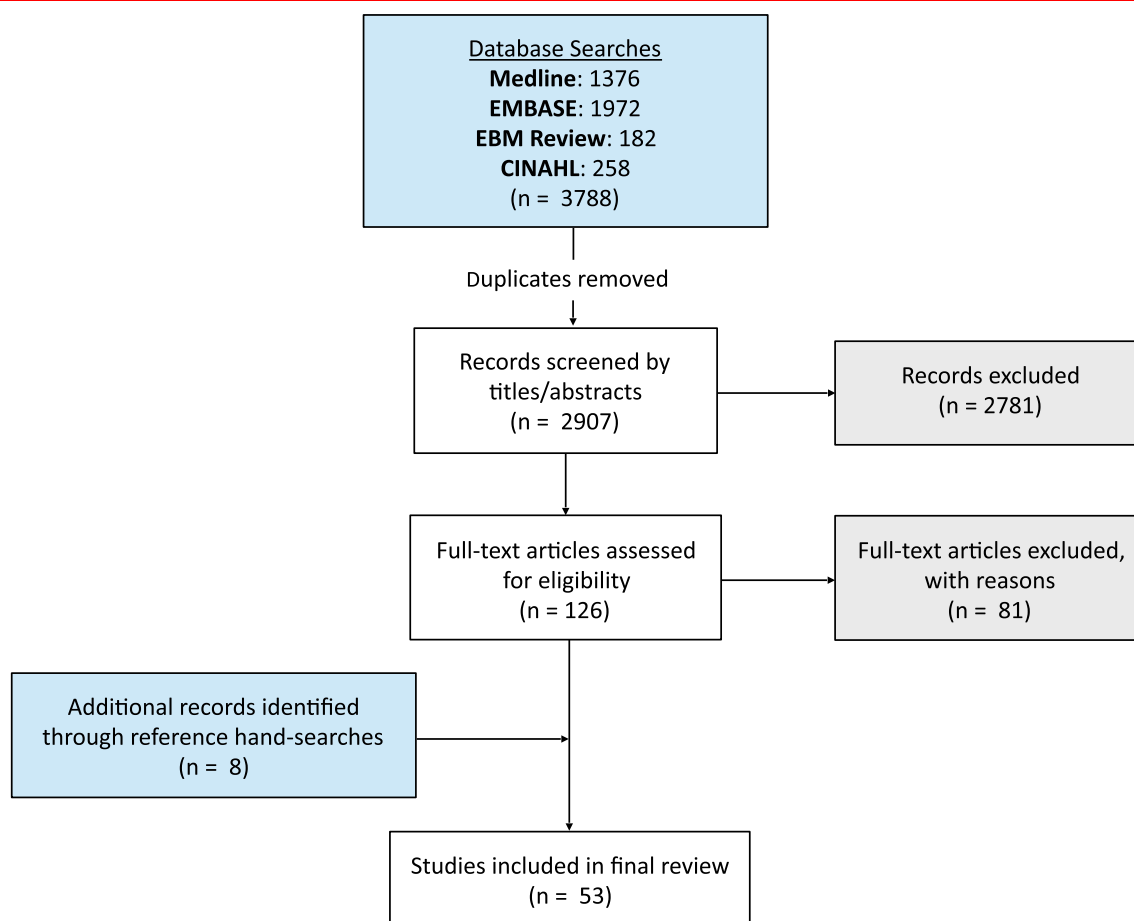 Database Searches
Medline: 1376
EMBASE: 1972
EBM Review: 182
CINAHL: 258
(n =  3788)
Duplicates removed
Records screened by
titles/abstracts
(n =  2907)
Records excluded
(n = 2781)
Full-text articles assessed
for eligibility
(n = 126)
Full-text articles excluded,
with reasons
(n =  81)
Additional records identified
through reference hand-searches
(n =  8)
Studies included in final review
(n =  53)